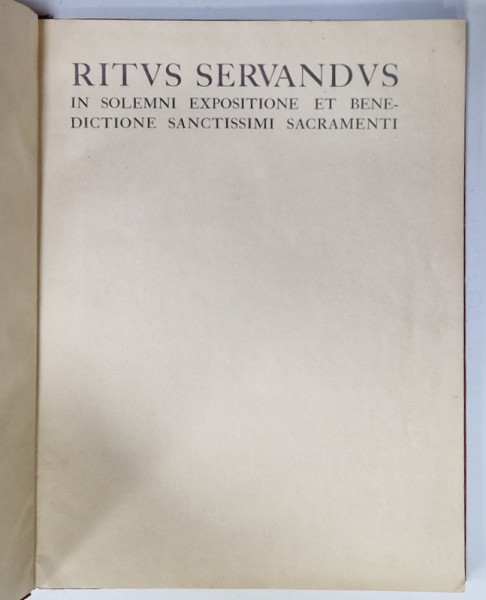 RITVS SERVANDVS
IN SOLEMNI EXPOSITIONE ET BENE-
DICTIONE SANCTISSIMI SACRAMENTI